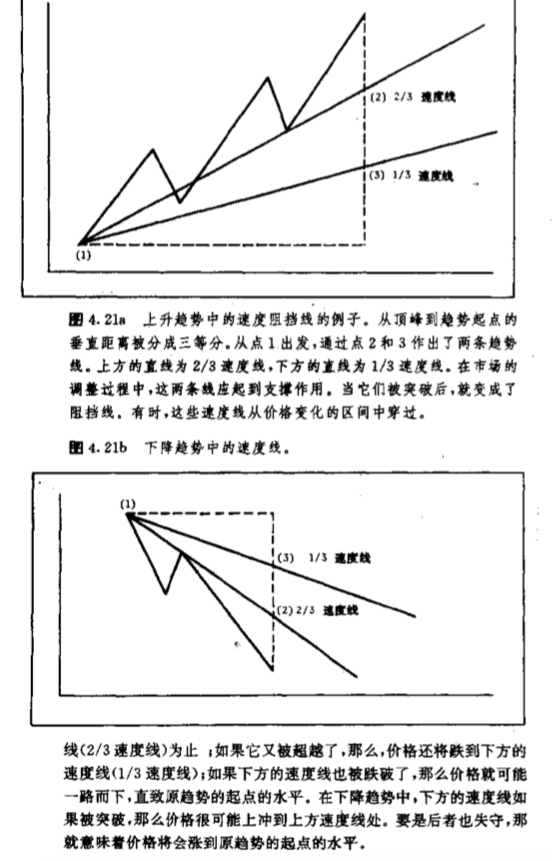 (2) 2/3 速度线
(3) 1/3 速度线
(1)
图 4.21a 上升趋势中的速度阻挡线的例子。从顶峰到趋势起点的
垂直距离被分成三等分。从点1出发,通过点2和3作出了两条趋势
线。上方的直线为2/3速度线,下方的直线为1/3速度线。在市场的
调整过程中,这两条线应起到支撑作用。当它们被突破后,就变成了
阻挡线。有时,这些速度线从价格变化的区间中穿过。
图 4.21b 下降趋势中的速度线。
(1)
(3) 1/3 速度线
(2) 2/3 速度线
线(2/3速度线)为止 ;如果它又被超越了,那么,价格还将跌到下方的
速度线(1/3速度线);如果下方的速度线也被跌破了,那么价格就可能
一路而下,直致原趋势的起点的水平。在下降趋势中,下方的速度线如
果被突破,那么价格很可能上冲到上方速度线处。要是后者也失守,那
就意味着价格将会涨到原趋势的起点的水平。